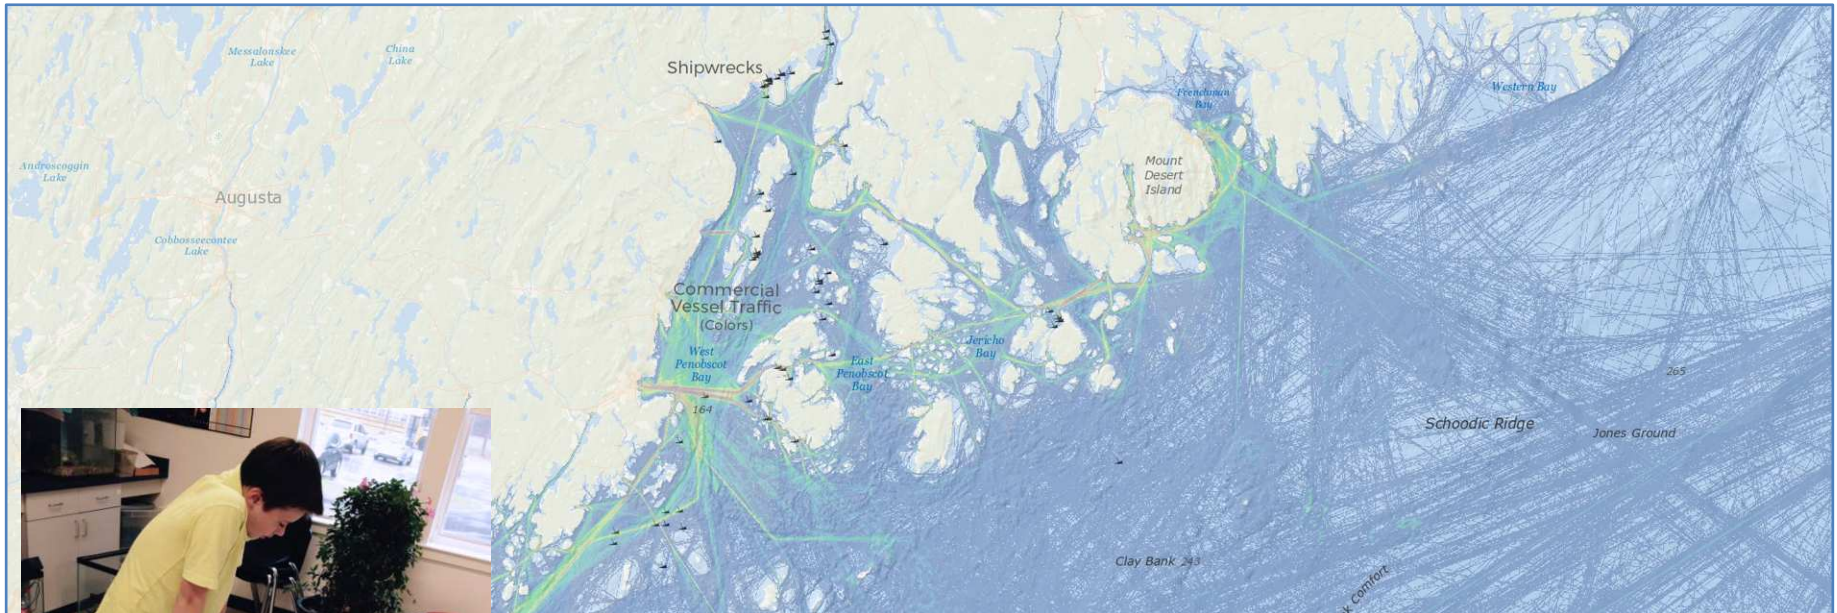 Messalonskee
Lake
China
Lake
Shipwrecks
Frenchman
Bay
Western Bay
Androscoggin
Lake
Mount
Desert
Island
Augusta
Cobbosseecontee
Lake
Commercial
Vessel Traffic
(Colors)
West
Penobscot
Bay
East
Penobscot
Bay
Jericho
Bay
265
164
Schoodic Ridge
Jones Ground
Clay Bank 243
k Comfort